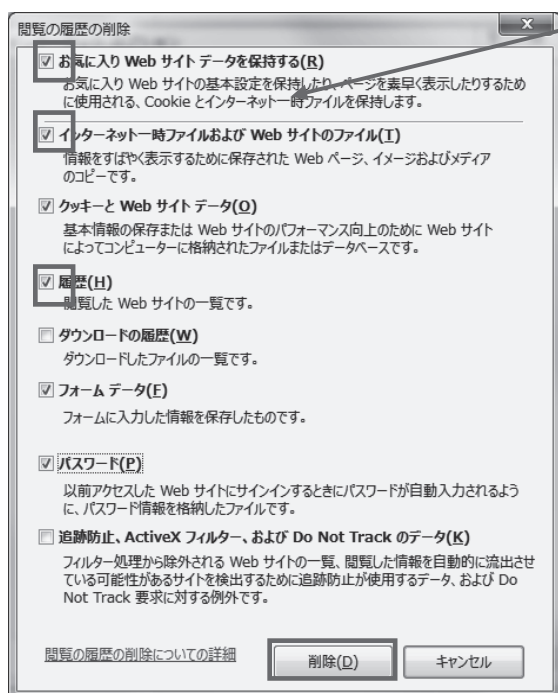 閲覧の履歴の削除
お気に入り Web サイト データを保持する(R)
お気に入り Web サイトの基本設定を保持したり、ページを素早く表示したりするため
に使用される、Cookie とインターネット一時ファイルを保持します。
インターネット一時ファイルおよび Web サイトのファイル(T)
情報をすばやく表示するために保存された Web ページ、イメージおよびメディア
のコピーです。
クッキーと Web サイト データ(O)
基本情報の保存または Web サイトのパフォーマンス向上のために Web サイト
によってコンピューターに格納されたファイルまたはデータベースです。
履歴(H)
閲覧した Web サイトの一覧です。
ダウンロードの履歴(W)
ダウンロードしたファイルの一覧です。
フォーム データ(F)
フォームに入力した情報を保存したものです。
パスワード(P)
以前アクセスした Web サイトにサインインするときにパスワードが自動入力されるよう
に、パスワード情報を格納したファイルです。
追跡防止、ActiveX フィルター、および Do Not Track のデータ(K)
フィルター処理から除外される Web サイトの一覧、閲覧した情報を自動的に流出させ
ている可能性があるサイトを検出するために追跡防止が使用するデータ、および Do
Not Track 要求に対する例外です。
閲覧の履歴の削除についての詳細
削除(D)
キャンセル